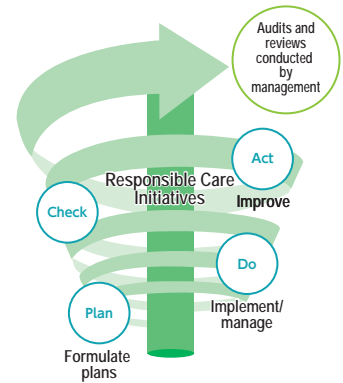 Audits and
reviews
conducted
by
management
Act
Responsible Care
Initiatives
Improve
Check
Do
Implement/
manage
Plan
Formulate
plans